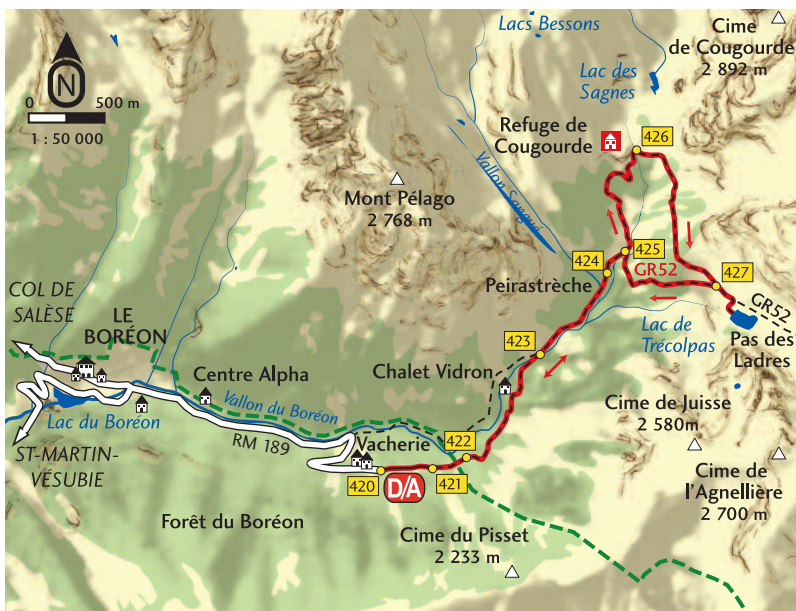 Lacs Bessons
Cime
de Cougourde
2 892 m
N
0 500 m
1 : 50 000
Lac des
Sagnes
Refuge de
Cougourde
426
Vallon Sangué
Mont Pélago
2 768 m
425
424
GR52
427
GR52
Peirastrèche
COL DE
SALÈSE
LE
BORÉON
Lac de
Trécolpas
Pas des
Ladres
423
Centre Alpha
Chalet Vidron
Vallon du Boréon
Lac du Boréon
RM 189
Cime de Juisse
2 580m
ST-MARTIN-
VÉSUBIE
Vacherie
422
420
D/A
421
Cime de
l'Agnellière
2 700 m
Forêt du Boréon
Cime du Pisset
2 233 m